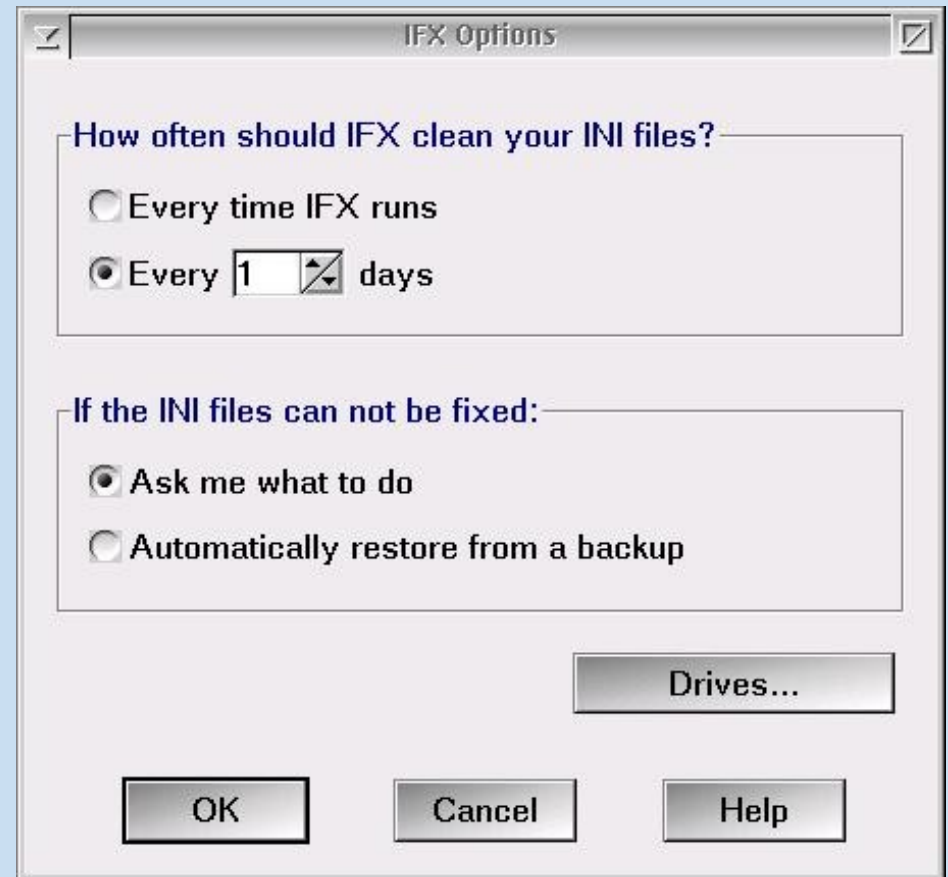 IFX Options
How often should IFX clean your INI files?
Every time IFX runs
Every 1 days
If the INI files can not be fixed:
Ask me what to do
Automatically restore from a backup
Drives...
OK Cancel Help